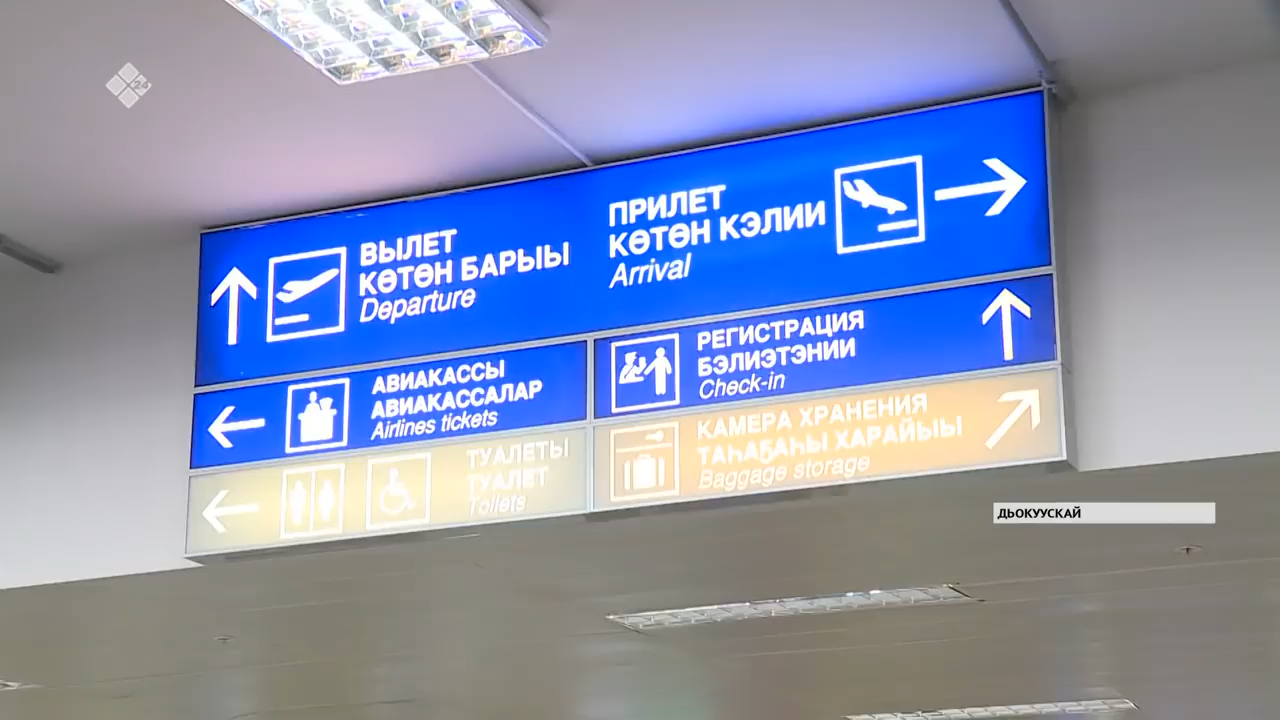 24
ВЫЛЕТ
КӨТӨН БАРЫЫ
Departure
ПРИЛЕТ
КӨТӨН КЭЛИИ
Arrival
АВИАКАССЫ
АВИАКАССАЛАР
Airlines tickets
РЕГИСТРАЦИЯ
БЭЛИЭТЭНИИ
Check-in
ТУАЛЕТЫ
ТУАЛЕТ
Toilets
КАМЕРА ХРАНЕНИЯ
ТАҺАҔАҺЫ ХАРАЙЫЫ
Baggage storage
ДЬОКУУСКАЙ